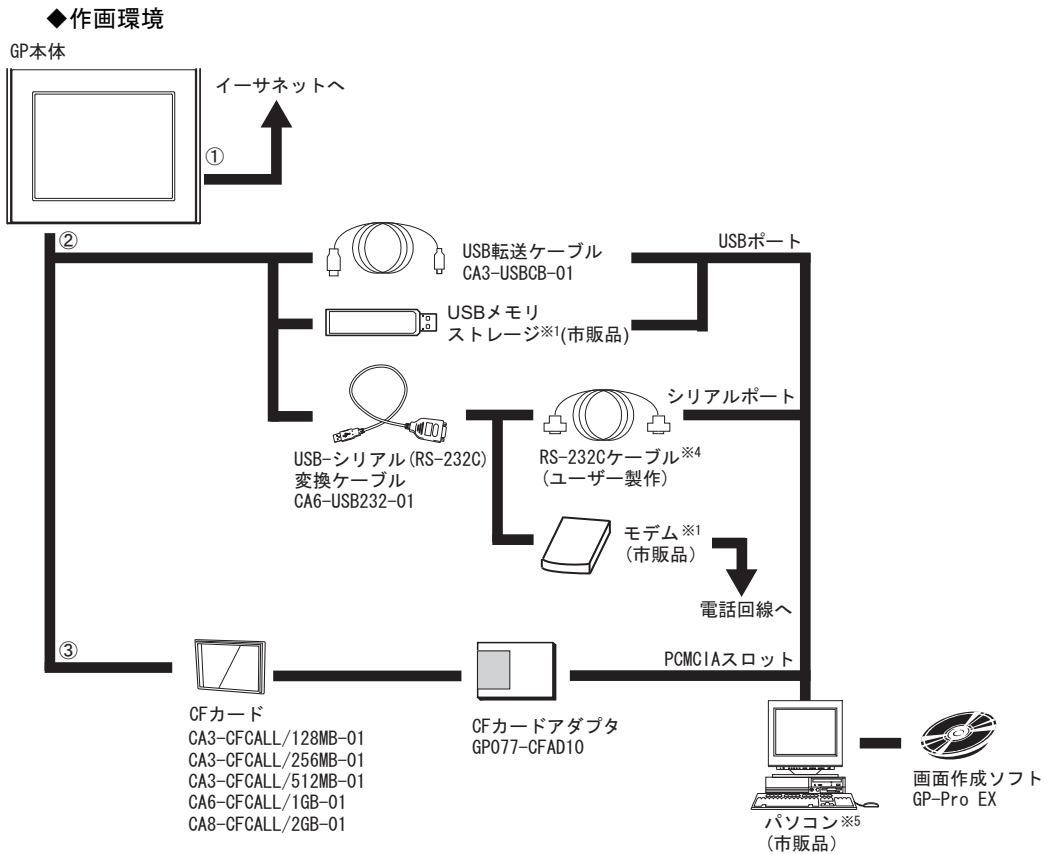 ◆作画環境
GP本体
イーサネットへ
①
②
USB転送ケーブル
CA3-USBCB-01
USBポート
USBメモリ
ストレージ※1(市販品)
シリアルポート
USB-シリアル(RS-232C)
変換ケーブル
CA6-USB232-01
RS-232Cケーブル※4
(ユーザー製作)
モデム※1
(市販品)
電話回線へ
③
PCMCIAスロット
CFカード
CA3-CFCALL/128MB-01
CA3-CFCALL/256MB-01
CA3-CFCALL/512MB-01
CA6-CFCALL/1GB-01
CA8-CFCALL/2GB-01
CFカードアダプタ
GP077-CFAD10
パソコン※5
(市販品)
画面作成ソフト
GP-Pro EX